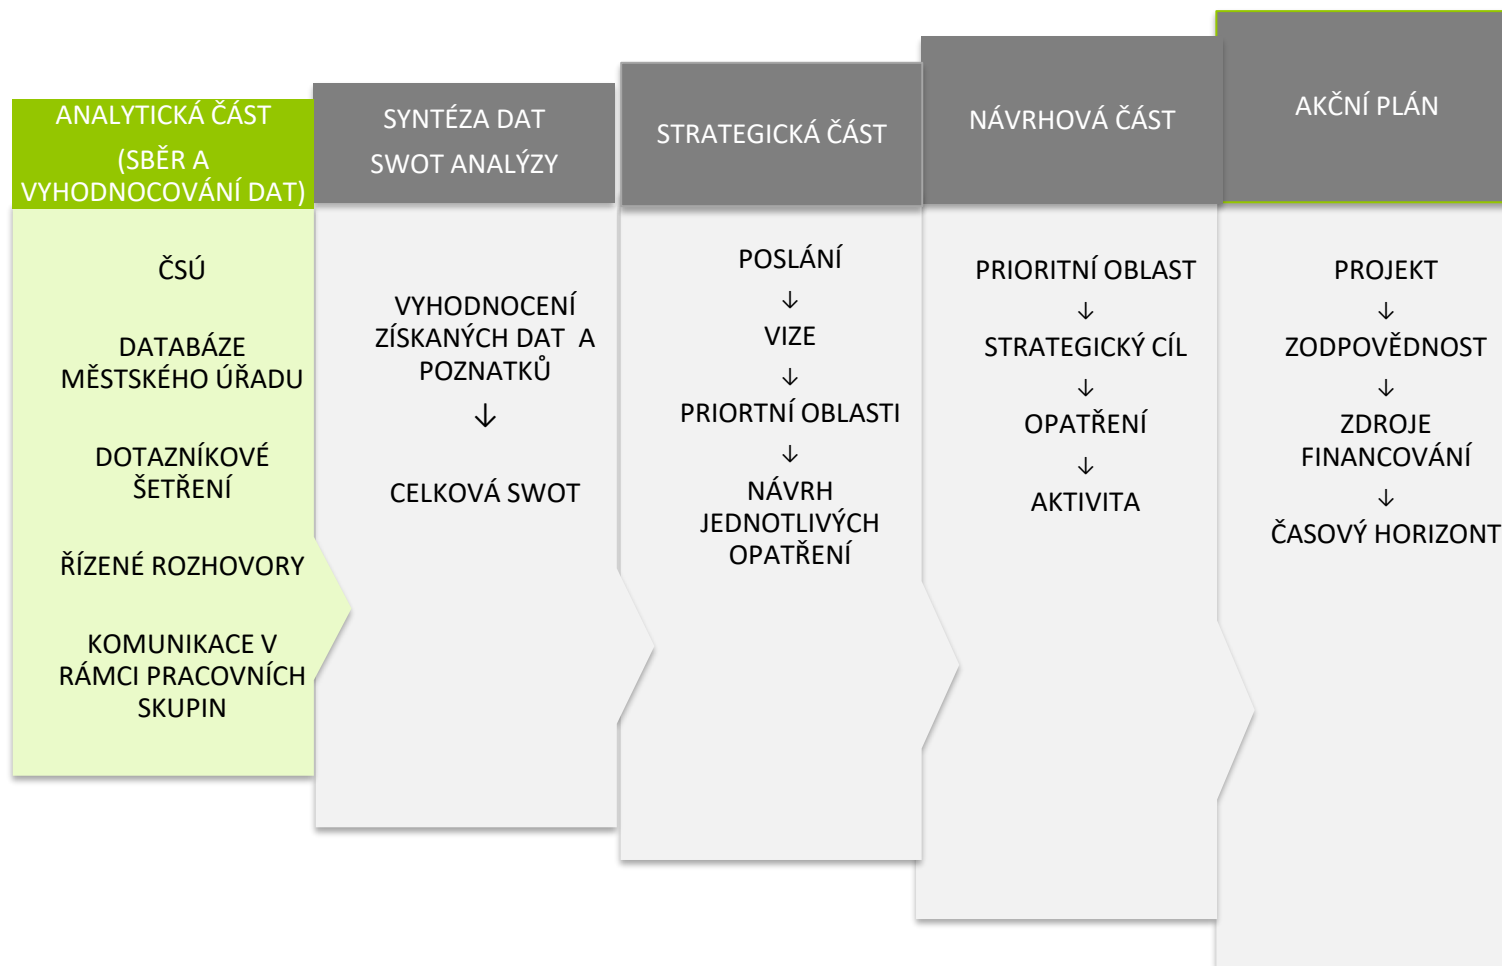 ANALYTICKÁ ČÁST
(SBĚR A
VYHODNOCOVÁNÍ DAT)
ČSÚ
DATABÁZE
MĚSTSKÉHO ÚŘADU
DOTAZNÍKOVÉ
ŠETŘENÍ
ŘÍZENÉ ROZHOVORY
KOMUNIKACE V
RÁMCI PRACOVNÍCH
SKUPIN
SYNTÉZA DAT
SWOT ANALÝZY
VYHODNOCENÍ
ZÍSKANÝCH DAT A
POZNATKŮ
↓
CELKOVÁ SWOT
STRATEGICKÁ ČÁST
POSLÁNÍ
↓
VIZE
↓
PRIORTNÍ OBLASTI
↓
NÁVRH
JEDNOTLIVÝCH
OPATŘENÍ
NÁVRHOVÁ ČÁST
PRIORITNÍ OBLAST
↓
STRATEGICKÝ CÍL
↓
OPATŘENÍ
↓
AKTIVITA
AKČNÍ PLÁN
PROJEKT
↓
ZODPOVĚDNOST
↓
ZDROJE
FINANCOVÁNÍ
↓
ČASOVÝ HORIZONT